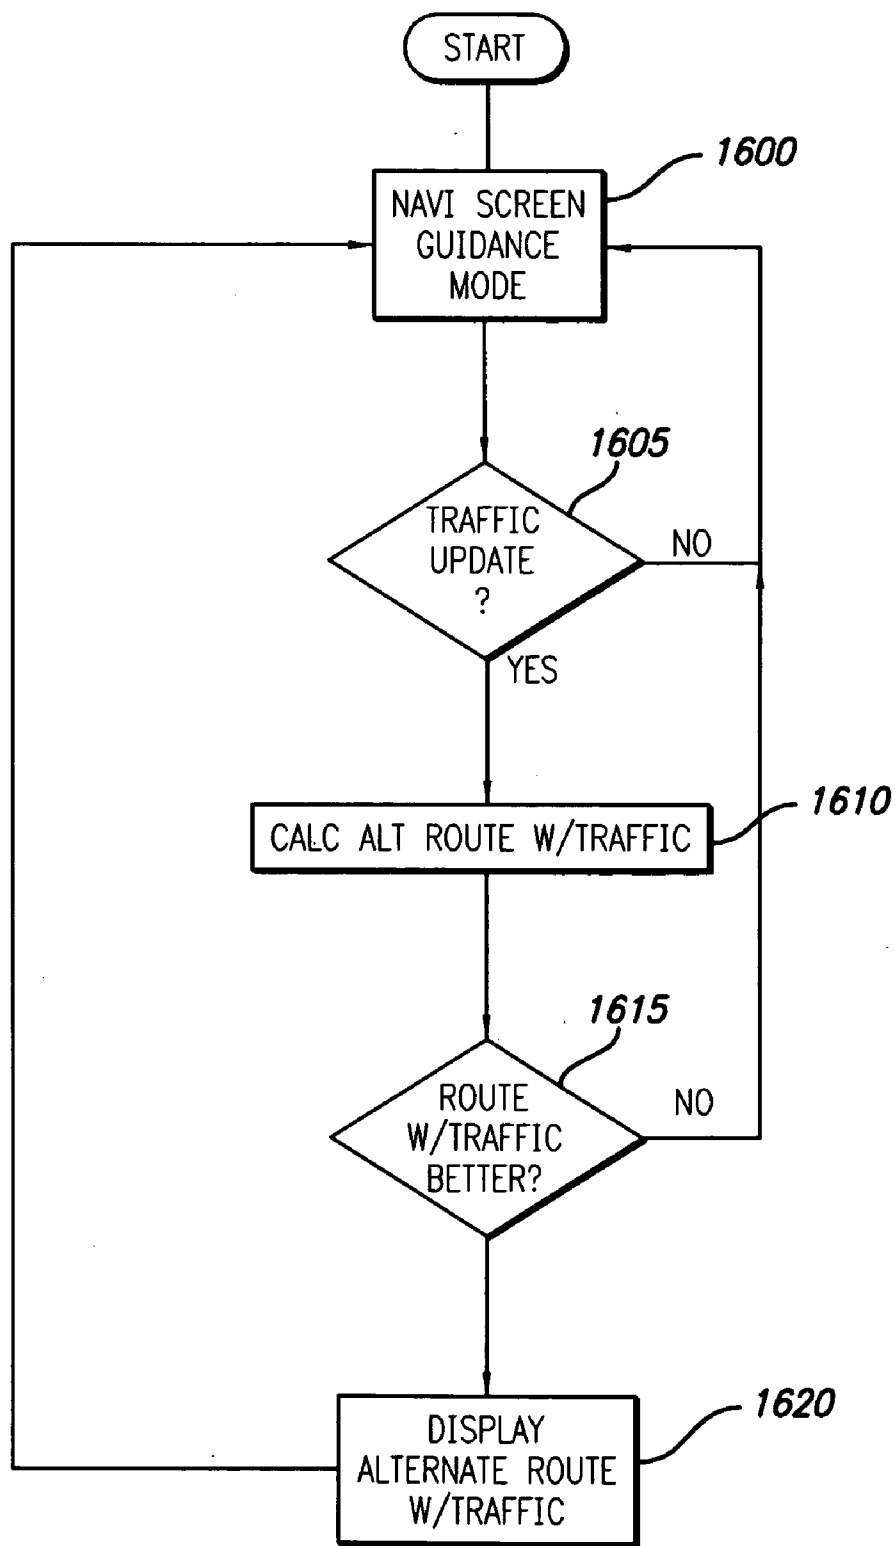 START
1600
NAVI SCREEN
GUIDANCE
MODE
1605
TRAFFIC
UPDATE
?
NO
YES
1610
CALC ALT ROUTE W/TRAFFIC
1615
ROUTE
W/TRAFFIC
BETTER?
NO
1620
DISPLAY
ALTERNATE ROUTE
W/TRAFFIC